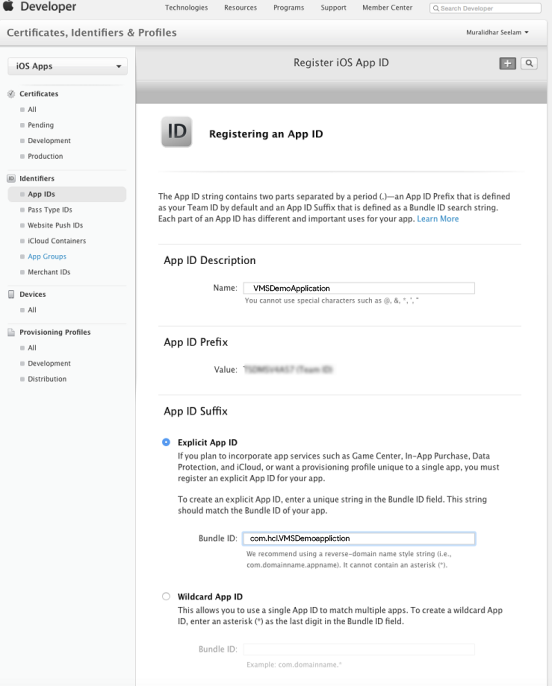 Developer
Technologies Resources Programs Support Member Center Search Developer
Certificates, Identifiers & Profiles
Muralidhar Seelam
iOS Apps
Register iOS App ID
Certificates
All
Pending
Development
Production
Identifiers
App IDs
Pass Type IDs
Website Push IDs
iCloud Containers
App Groups
Merchant IDs
Devices
All
Provisioning Profiles
All
Development
Distribution
ID
Registering an App ID
The App ID string contains two parts separated by a period (.)—an App ID Prefix that is defined
as your Team ID by default and an App ID Suffix that is defined as a Bundle ID search string.
Each part of an App ID has different and important uses for your app. Learn More
App ID Description
Name: VMSDemoApplication
You cannot use special characters such as @, &, *, ', "
App ID Prefix
Value: (Team ID)
App ID Suffix
Explicit App ID
If you plan to incorporate app services such as Game Center, In-App Purchase, Data
Protection, and iCloud, or want a provisioning profile unique to a single app, you must
register an explicit App ID for your app.
To create an explicit App ID, enter a unique string in the Bundle ID field. This string
should match the Bundle ID of your app.
Bundle ID: com.hcl.VMSDemoappliction
We recommend using a reverse-domain name style string (i.e.,
com.domainname.appname). It cannot contain an asterisk (*).
Wildcard App ID
This allows you to use a single App ID to match multiple apps. To create a wildcard App
ID, enter an asterisk (*) as the last digit in the Bundle ID field.
Bundle ID:
Example: com.domainname.*